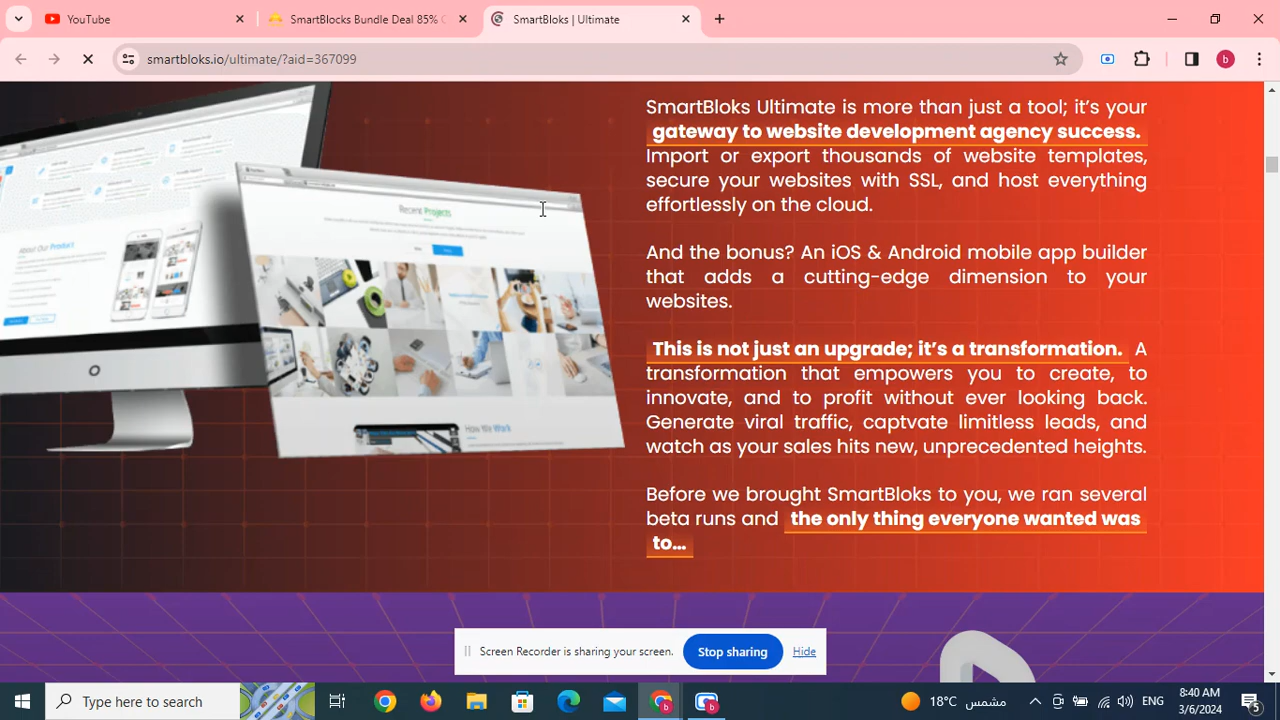 YouTube
SmartBlocks Bundle Deal 85% O
SmartBloks | Ultimate
smartbloks.io/ultimate/?aid=367099
b
SmartBloks Ultimate is more than just a tool; it's your
gateway to website development agency success.
Import or export thousands of website templates,
secure your websites with SSL, and host everything
effortlessly on the cloud.
And the bonus? An iOS & Android mobile app builder
that adds a cutting-edge dimension to your
websites.
This is not just an upgrade; it's a transformation. A
transformation that empowers you to create, to
innovate, and to profit without ever looking back.
Generate viral traffic, captvate limitless leads, and
watch as your sales hits new, unprecedented heights.
Before we brought SmartBloks to you, we ran several
beta runs and the only thing everyone wanted was
to...
About Our Product
Recent Projects
How We Work
Screen Recorder is sharing your screen.
Stop sharing
Hide
Type here to search
18°C مشمس
ENG
8:40 AM
3/6/2024
5